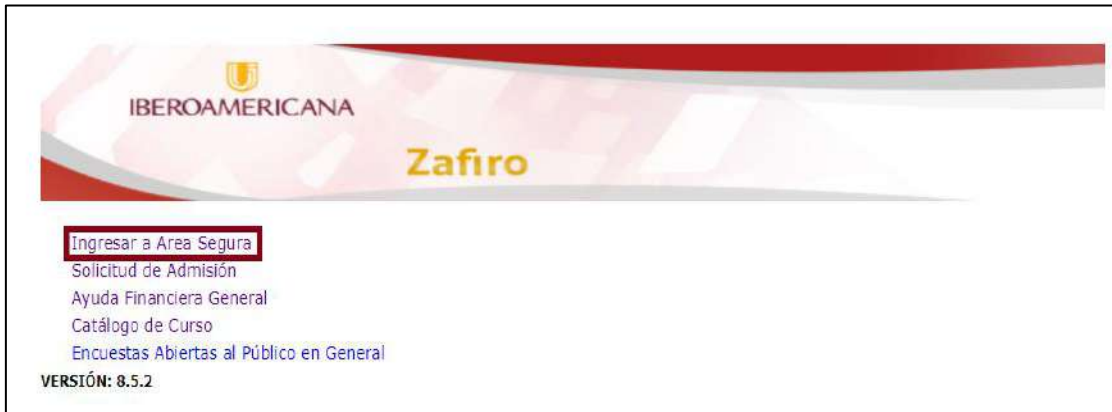 IBEROAMERICANA
Zafiro
Ingresar a Area Segura
Solicitud de Admisión
Ayuda Financiera General
Catálogo de Curso
Encuestas Abiertas al Público en General
VERSIÓN: 8.5.2